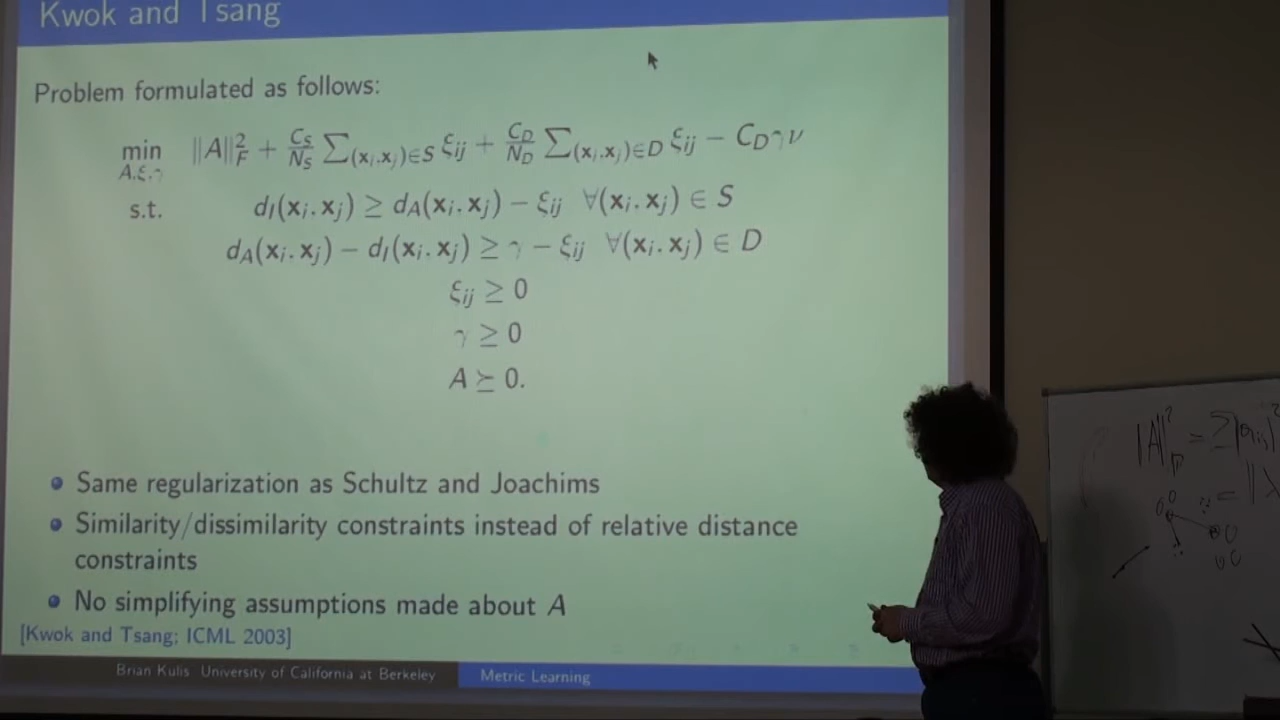 Kwok and Tsang
Problem formulated as follows:
min A,ξ,γ ‖A‖²_F + C_S/N_S ∑_(x_i,x_j)∈S ξ_ij + C_D/N_D ∑_(x_i,x_j)∈D ξ_ij − C_D γν
s.t. d_I(x_i, x_j) ≥ d_A(x_i, x_j) − ξ_ij ∀(x_i, x_j) ∈ S
d_A(x_i, x_j) − d_I(x_i, x_j) ≥ γ − ξ_ij ∀(x_i, x_j) ∈ D
ξ_ij ≥ 0
γ ≥ 0
A ⪰ 0.
Same regularization as Schultz and Joachims
Similarity/dissimilarity constraints instead of relative distance
constraints
No simplifying assumptions made about A
[Kwok and Tsang; ICML 2003]
Brian Kulis University of California at Berkeley Metric Learning